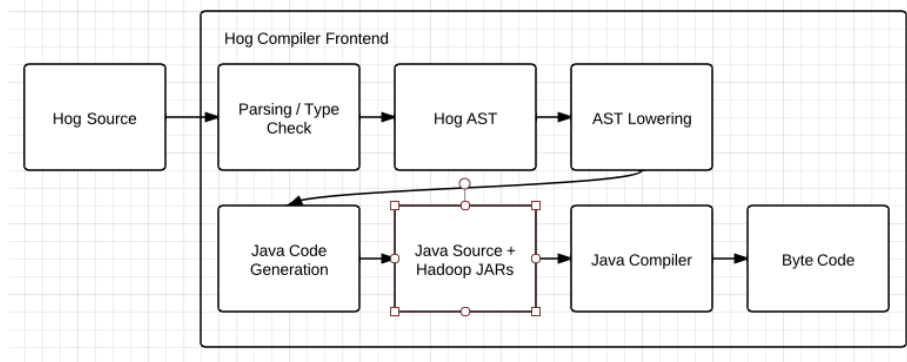 Hog Compiler Frontend
Hog Source
Parsing / Type
Check
Hog AST
AST Lowering
Java Code
Generation
Java Source +
Hadoop JARs
Java Compiler
Byte Code